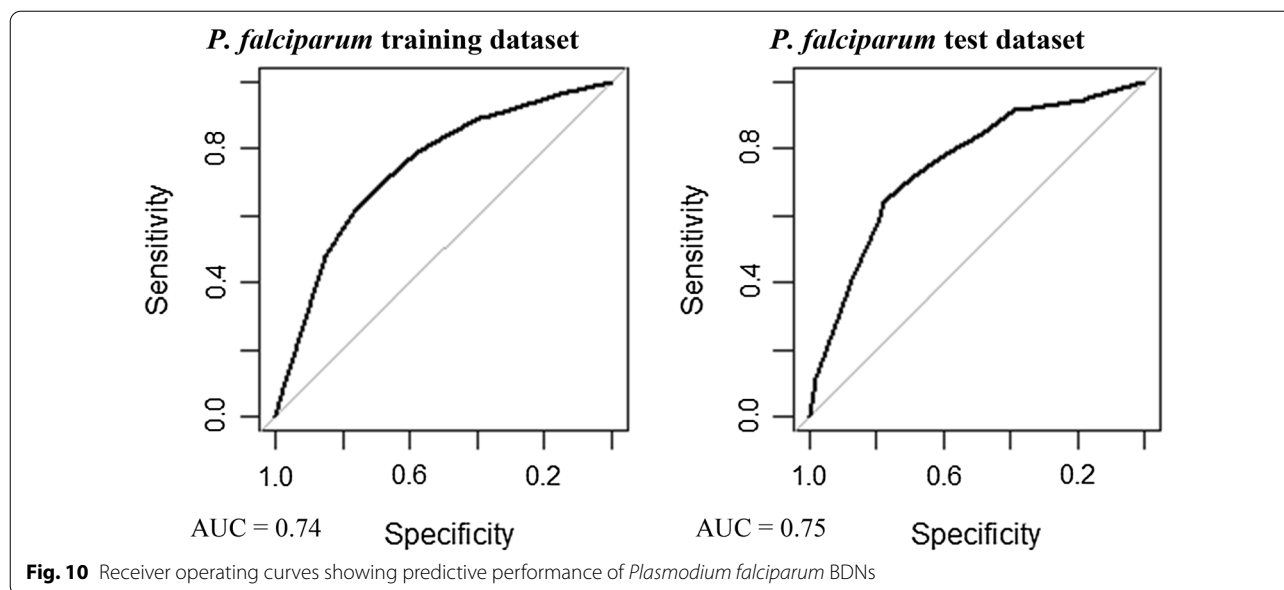 P. falciparum training dataset
P. falciparum test dataset
Sensitivity
0.0 0.4 0.8
1.0 0.6 0.2
AUC = 0.74 Specificity
Sensitivity
0.0 0.4 0.8
1.0 0.6 0.2
AUC = 0.75 Specificity
Fig. 10 Receiver operating curves showing predictive performance of Plasmodium falciparum BDNs